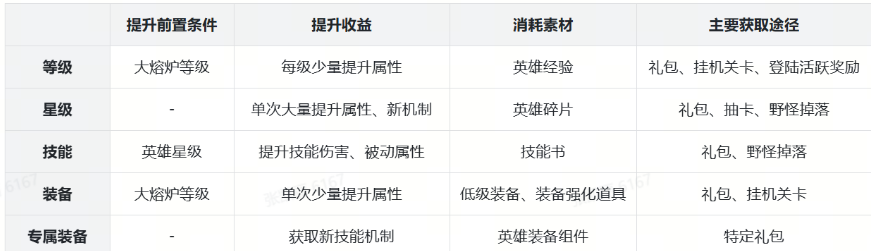 提升前置条件 提升收益 消耗素材 主要获取途径
等级 大熔炉等级 每级少量提升属性 英雄经验 礼包、挂机关卡、登陆活跃奖励
星级 - 单次大量提升属性、新机制 英雄碎片 礼包、抽卡、野怪掉落
技能 英雄星级 提升技能伤害、被动属性 技能书 礼包、野怪掉落
装备 大熔炉等级 单次少量提升属性 低级装备、装备强化道具 礼包、挂机关卡
专属装备 - 获取新技能机制 英雄装备组件 特定礼包